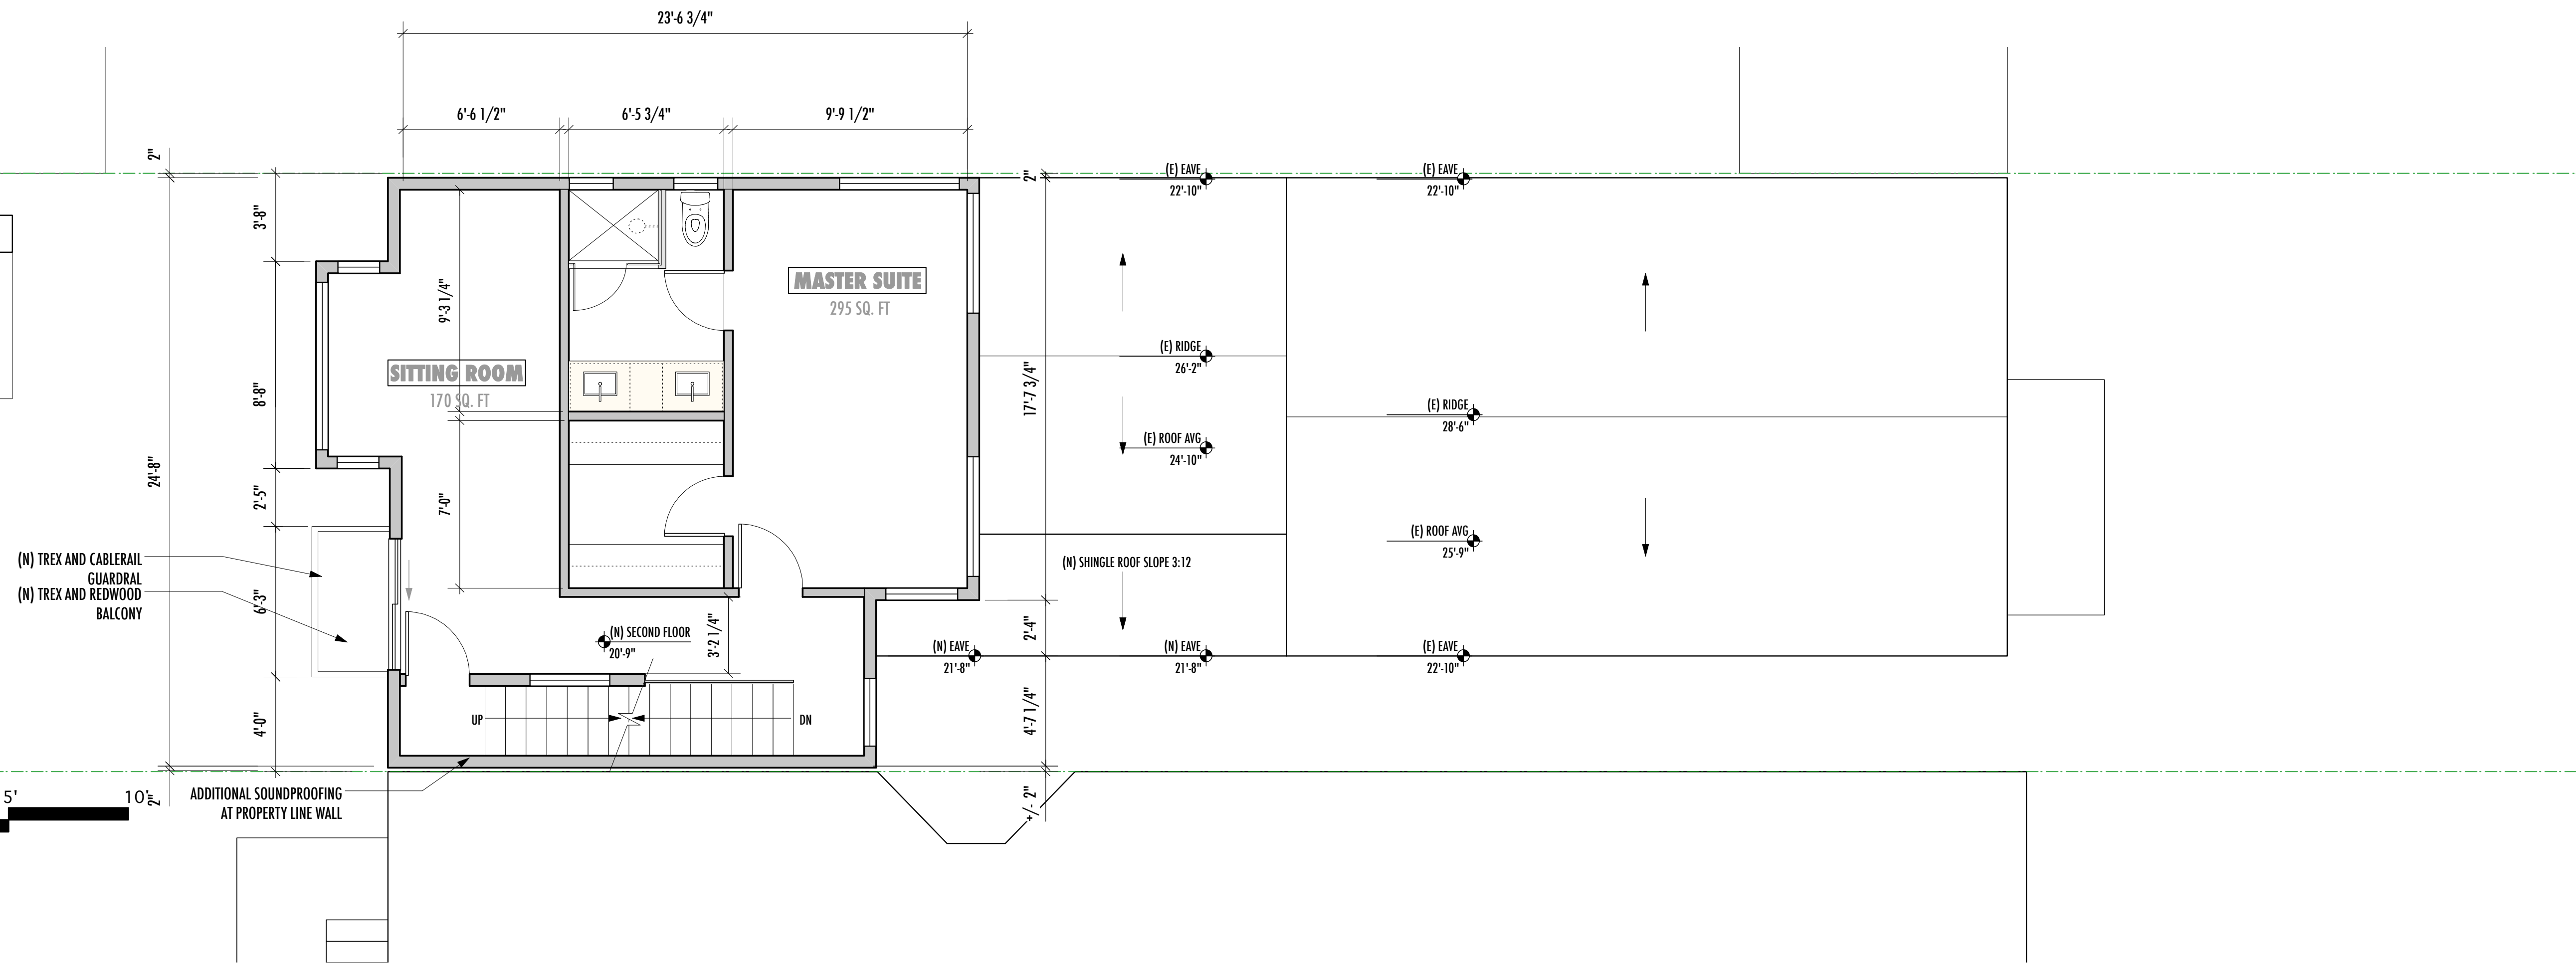 23'-6 3/4"
6'-6 1/2"
6'-5 3/4"
9'-9 1/2"
2"
2"
(E) EAVE
22'-10"
(E) EAVE
22'-10"
3'-8"
9'-3 1/4"
MASTER SUITE
295 SQ. FT
(E) RIDGE
26'-2"
SITTING ROOM
170 SQ. FT
8'-8"
17'-7 3/4"
(E) RIDGE
28'-6"
(E) ROOF AVG
24'-10"
24'-8"
2'-5"
7'-0"
(E) ROOF AVG
25'-9"
(N) TREX AND CABLERAIL
GUARDRAL
(N) TREX AND REDWOOD
BALCONY
(N) SHINGLE ROOF SLOPE 3:12
6'-3"
(N) SECOND FLOOR
20'-9"
3'-2 1/4"
2'-4"
(N) EAVE
21'-8"
(N) EAVE
21'-8"
(E) EAVE
22'-10"
4'-0"
UP
DN
4'-7 1/4"
5'
10'
2"
ADDITIONAL SOUNDPROOFING
AT PROPERTY LINE WALL
+/- 2"